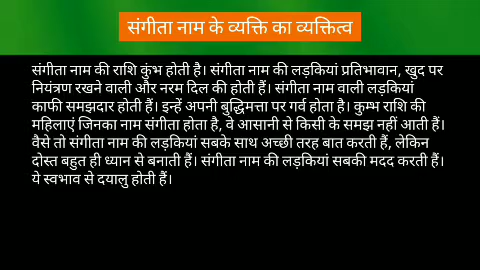 संगीता नाम के व्यक्ति का व्यक्तित्व
संगीता नाम की राशि कुंभ होती है। संगीता नाम की लड़कियां प्रतिभावान, खुद पर
नियंत्रण रखने वाली और नरम दिल की होती हैं। संगीता नाम वाली लड़कियां
काफी समझदार होती हैं। इन्हें अपनी बुद्धिमत्ता पर गर्व होता है। कुम्भ राशि की
महिलाएं जिनका नाम संगीता होता है, वे आसानी से किसी के समझ नहीं आती हैं।
वैसे तो संगीता नाम की लड़कियां सबके साथ अच्छी तरह बात करती हैं, लेकिन
दोस्त बहुत ही ध्यान से बनाती हैं। संगीता नाम की लड़कियां सबकी मदद करती हैं।
ये स्वभाव से दयालु होती हैं।